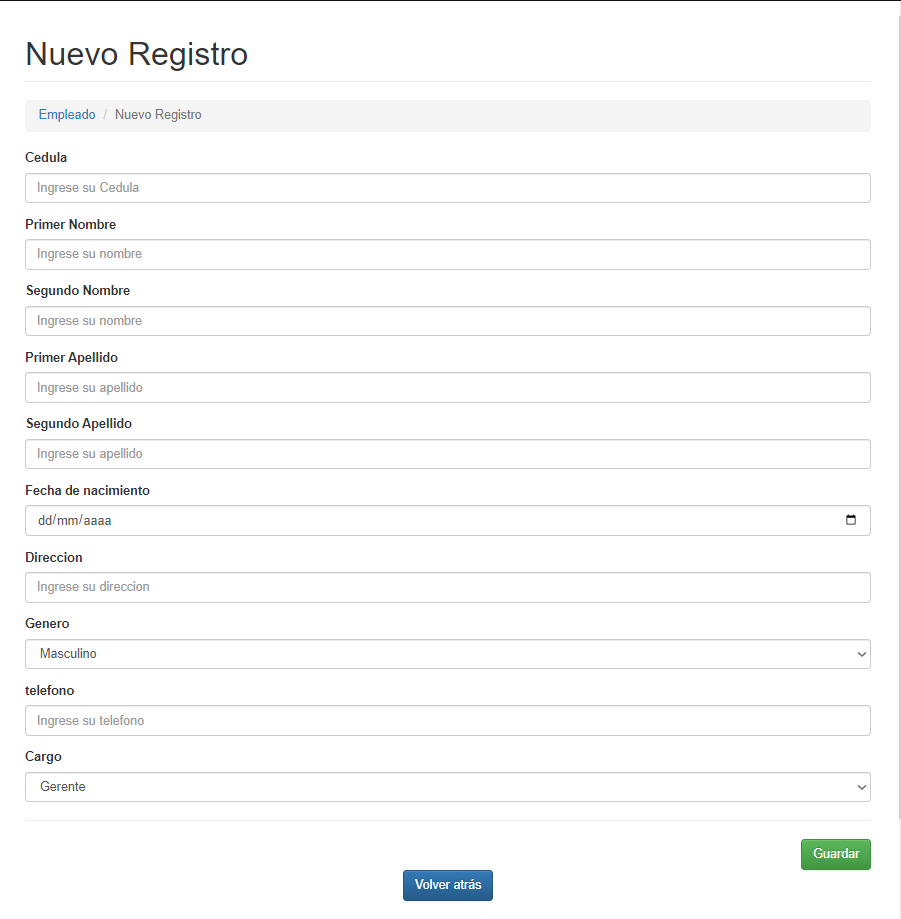 Nuevo Registro
Empleado / Nuevo Registro
Cedula
Ingrese su Cedula
Primer Nombre
Ingrese su nombre
Segundo Nombre
Ingrese su nombre
Primer Apellido
Ingrese su apellido
Segundo Apellido
Ingrese su apellido
Fecha de nacimiento
dd/mm/aaaa
Direccion
Ingrese su direccion
Genero
Masculino
telefono
Ingrese su telefono
Cargo
Gerente
Guardar
Volver atrás